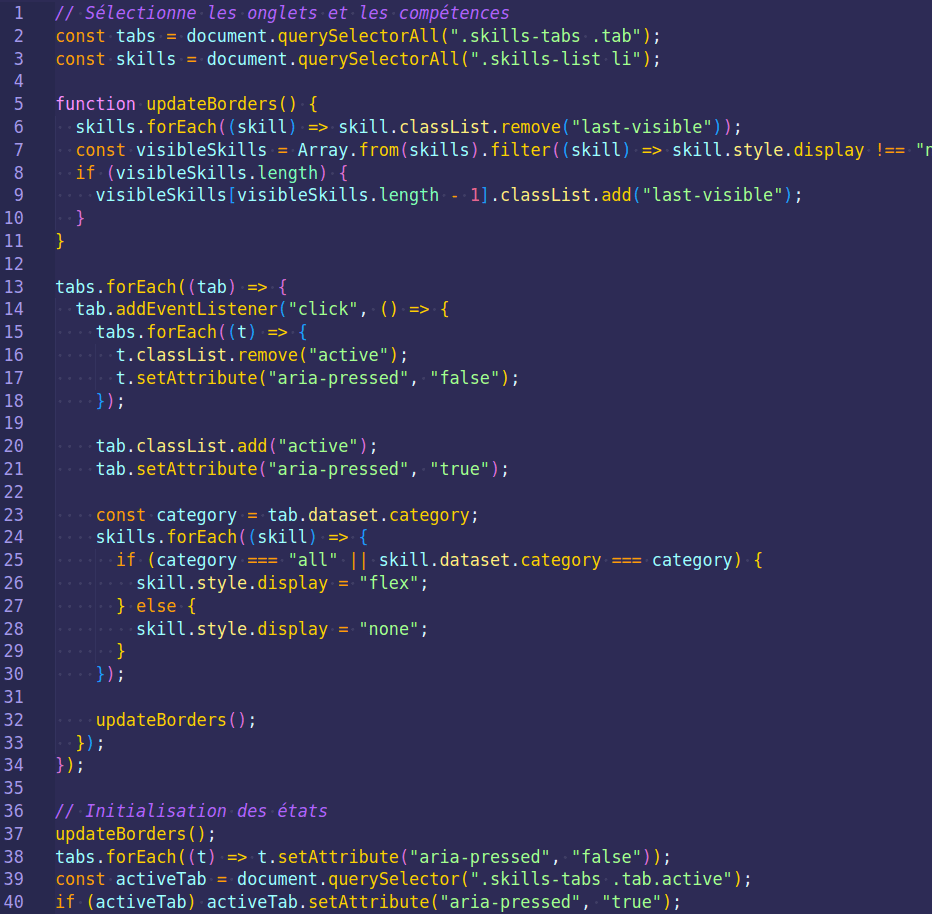 1 // Sélectionne les onglets et les compétences
2 const tabs = document.querySelectorAll(".skills-tabs .tab");
3 const skills = document.querySelectorAll(".skills-list li");
4
5 function updateBorders() {
6   skills.forEach((skill) => skill.classList.remove("last-visible"));
7   const visibleSkills = Array.from(skills).filter((skill) => skill.style.display !== "n
8   if (visibleSkills.length) {
9     visibleSkills[visibleSkills.length - 1].classList.add("last-visible");
10   }
11 }
12
13 tabs.forEach((tab) => {
14   tab.addEventListener("click", () => {
15     tabs.forEach((t) => {
16       t.classList.remove("active");
17       t.setAttribute("aria-pressed", "false");
18     });
19
20     tab.classList.add("active");
21     tab.setAttribute("aria-pressed", "true");
22
23     const category = tab.dataset.category;
24     skills.forEach((skill) => {
25       if (category === "all" || skill.dataset.category === category) {
26         skill.style.display = "flex";
27       } else {
28         skill.style.display = "none";
29       }
30     });
31
32     updateBorders();
33   });
34 });
35
36 // Initialisation des états
37 updateBorders();
38 tabs.forEach((t) => t.setAttribute("aria-pressed", "false"));
39 const activeTab = document.querySelector(".skills-tabs .tab.active");
40 if (activeTab) activeTab.setAttribute("aria-pressed", "true");